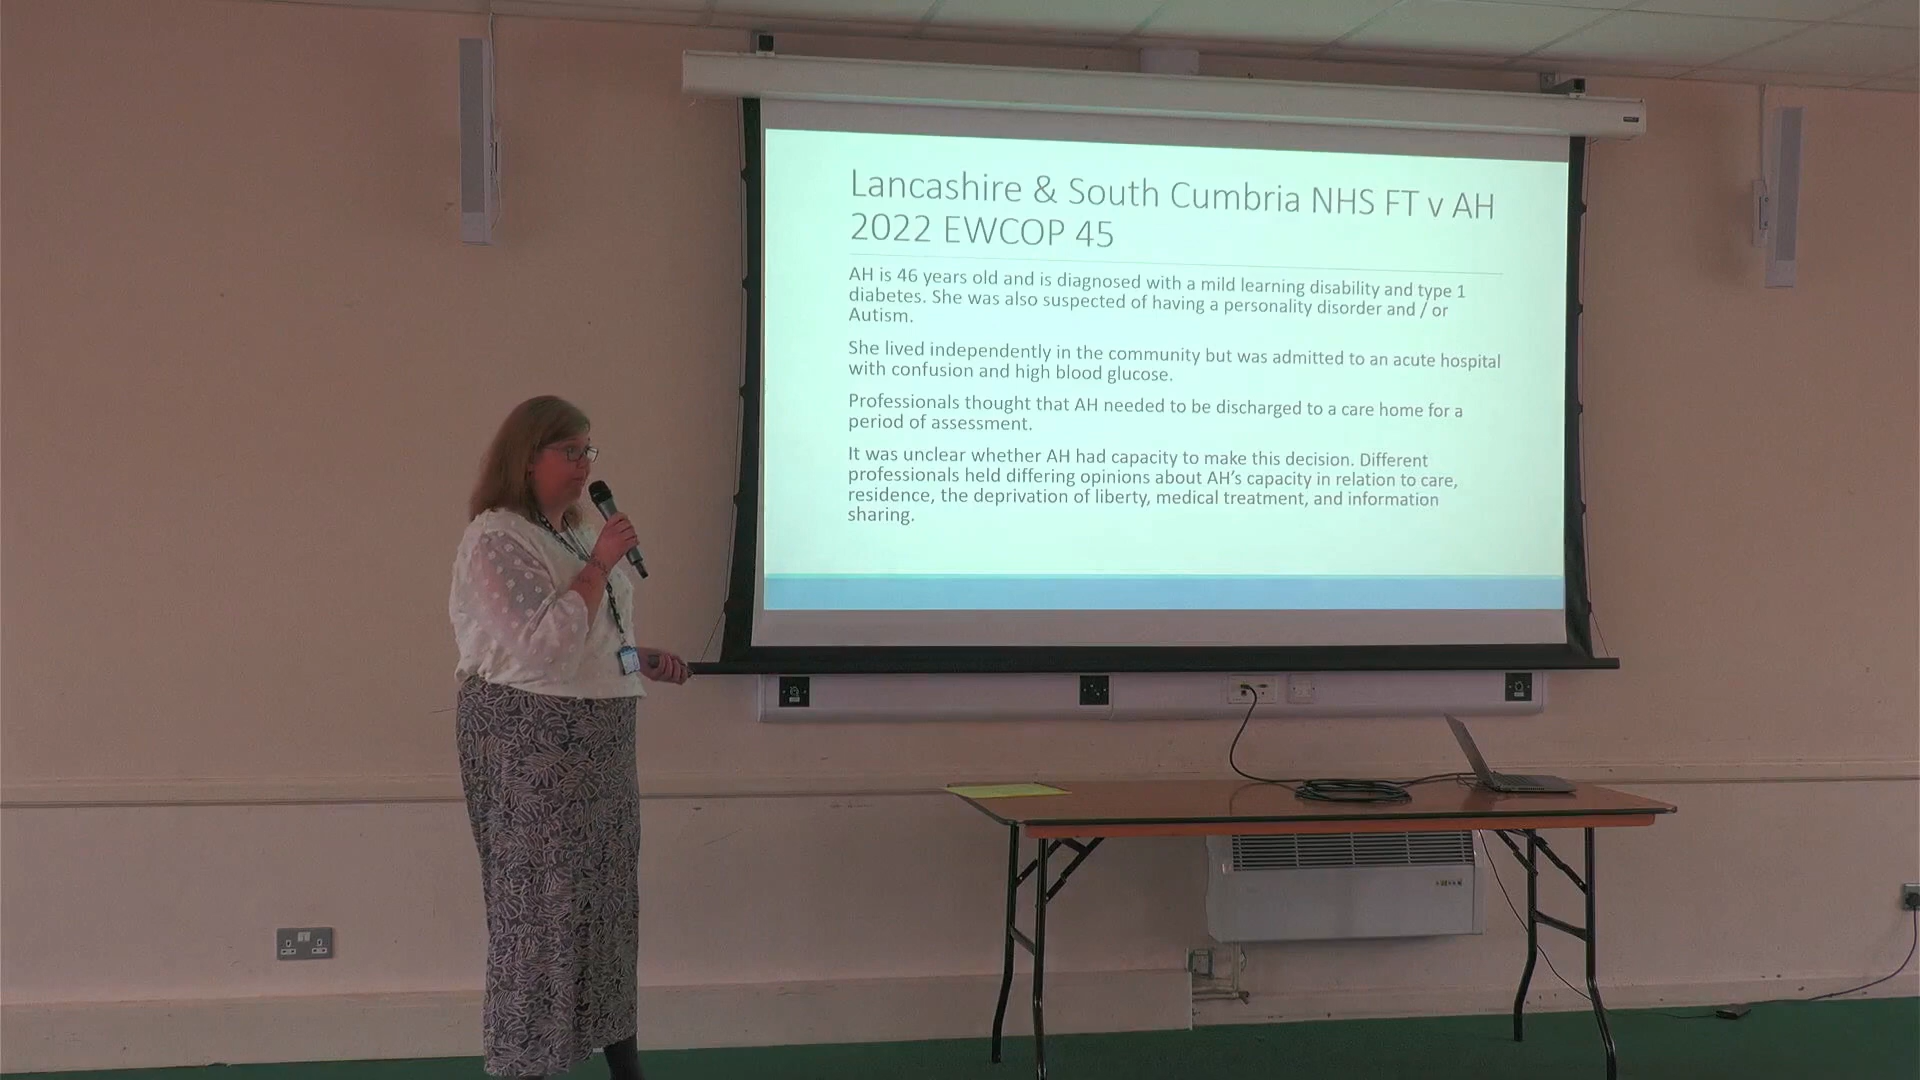 Lancashire & South Cumbria NHS FT v AH
2022 EWCOP 45
AH is 46 years old and is diagnosed with a mild learning disability and type 1
diabetes. She was also suspected of having a personality disorder and / or
Autism.
She lived independently in the community but was admitted to an acute hospital
with confusion and high blood glucose.
Professionals thought that AH needed to be discharged to a care home for a
period of assessment.
It was unclear whether AH had capacity to make this decision. Different
professionals held differing opinions about AH's capacity in relation to care,
residence, the deprivation of liberty, medical treatment, and information
sharing.